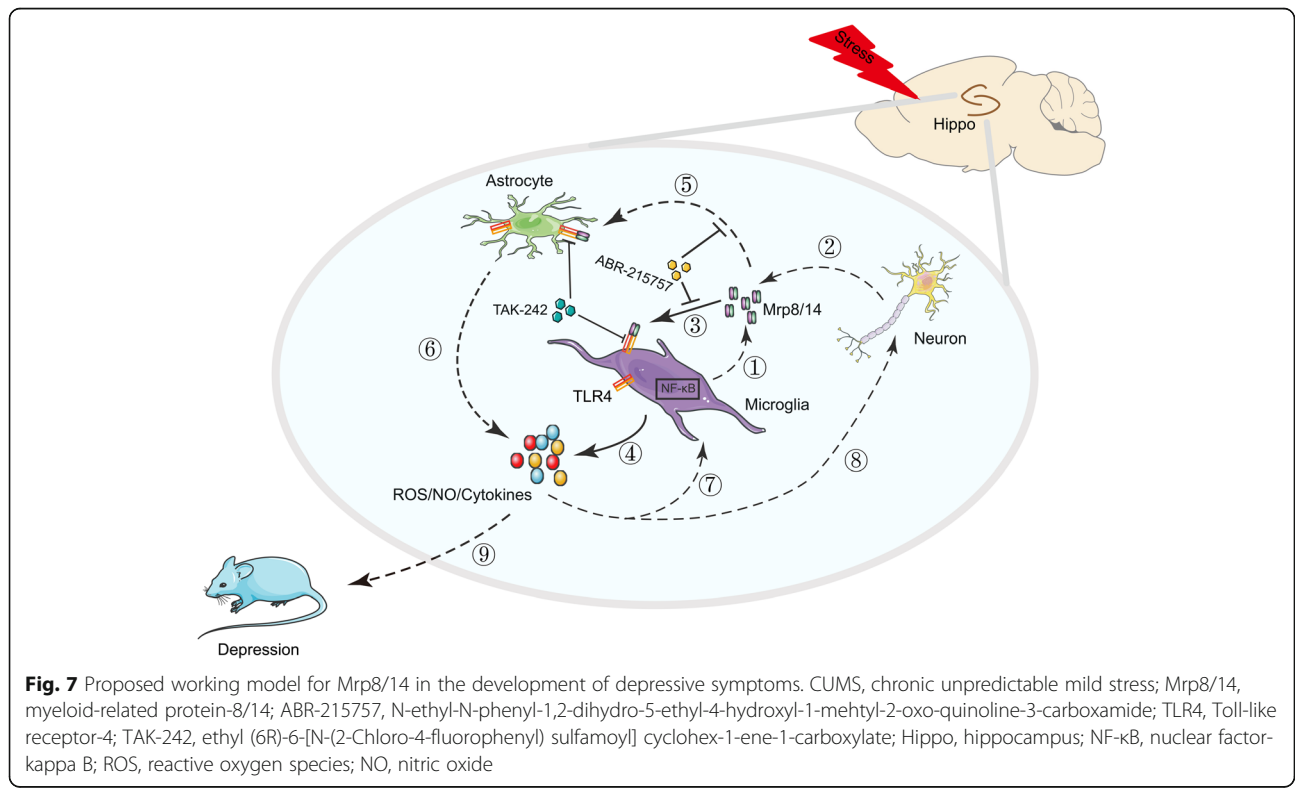 Stress
Hippo
Astrocyte
⑤
②
ABR-215757
TAK-242
Mrp8/14
③
Neuron
⑥
①
NF-κB
TLR4
Microglia
④
⑧
⑦
ROS/NO/Cytokines
⑨
Depression
Fig. 7 Proposed working model for Mrp8/14 in the development of depressive symptoms. CUMS, chronic unpredictable mild stress; Mrp8/14,
myeloid-related protein-8/14; ABR-215757, N-ethyl-N-phenyl-1,2-dihydro-5-ethyl-4-hydroxyl-1-mehtyl-2-oxo-quinoline-3-carboxamide; TLR4, Toll-like
receptor-4; TAK-242, ethyl (6R)-6-[N-(2-Chloro-4-fluorophenyl) sulfamoyl] cyclohex-1-ene-1-carboxylate; Hippo, hippocampus; NF-κB, nuclear factor-
kappa B; ROS, reactive oxygen species; NO, nitric oxide